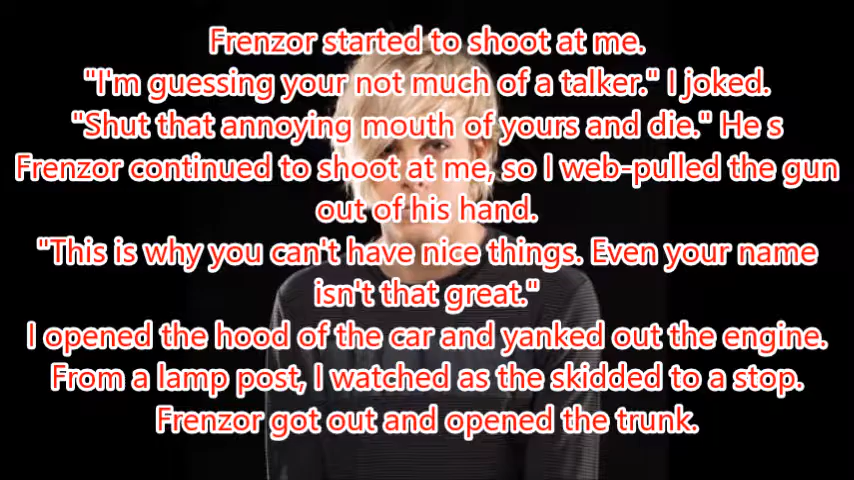 Frenzor started to shoot at me.
"I'm guessing your not much of a talker." I joked.
"Shut that annoying mouth of yours and die." He s
Frenzor continued to shoot at me, so I web-pulled the gun
out of his hand.
"This is why you can't have nice things. Even your name
isn't that great."
I opened the hood of the car and yanked out the engine.
From a lamp post, I watched as the skidded to a stop.
Frenzor got out and opened the trunk.